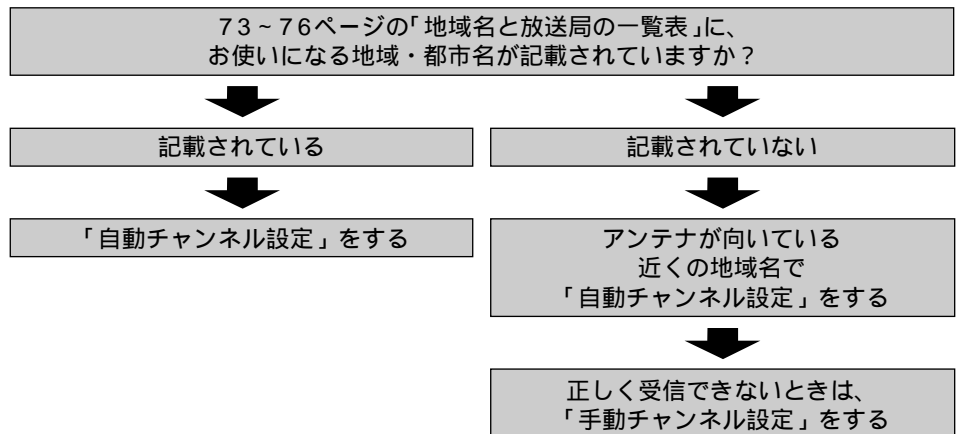 73~76ページの「地域名と放送局の一覧表」に、
お使いになる地域・都市名が記載されていますか?
記載されている
記載されていない
「自動チャンネル設定」をする
アンテナが向いている
近くの地域名で
「自動チャンネル設定」をする
正しく受信できないときは、
「手動チャンネル設定」をする